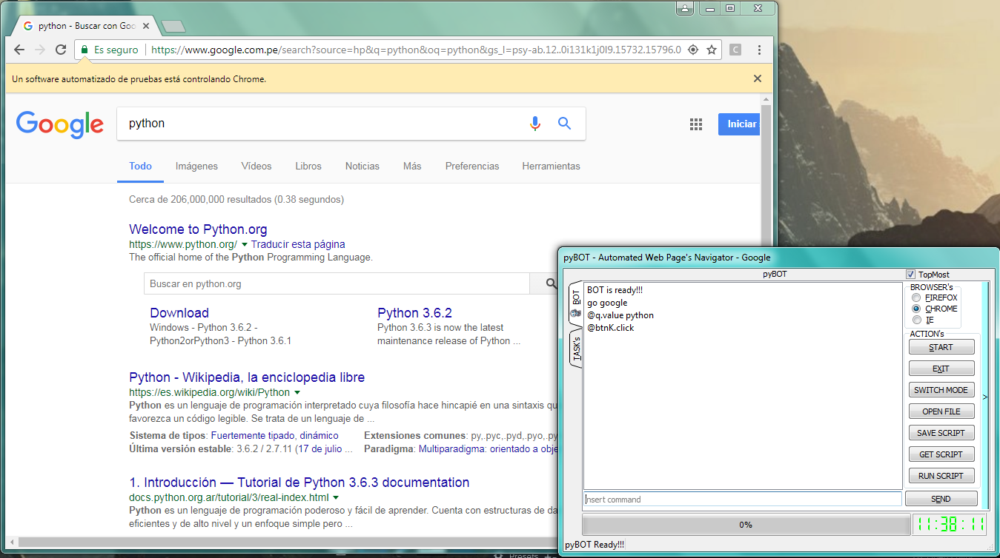 python - Buscar con Goo
Es seguro
https://www.google.com.pe/search?source=hp&q=python&oq=python&gs_l=psy-ab.12..0i131k1j0l9.15732.15796.0
C
Un software automatizado de pruebas está controlando Chrome.
Google
python
Iniciar
Todo Imágenes Vídeos Libros Noticias Más Preferencias Herramientas
Cerca de 206,000,000 resultados (0.38 segundos)
Welcome to Python.org
https://www.python.org/ Traducir esta página
The official home of the Python Programming Language.
Buscar en python.org
Download
Windows - Python 3.6.2 -
Python2orPython3 - Python 3.6.1
Python 3.6.2
Python 3.6.3 is now the latest
maintenance release of Python ...
Python - Wikipedia, la enciclopedia libre
https://es.wikipedia.org/wiki/Python
Python es un lenguaje de programación interpretado cuya filosofía hace hincapié en una sintaxis qu
favorezca un código legible. Se trata de un lenguaje de ...
Sistema de tipos: Fuertemente tipado, dinámico Extensiones comunes: py,.pyc,.pyd,.pyo,.py
Última versión estable: 3.6.2 / 2.7.11 (17 de julio ... Paradigma: Multiparadigma: orientado a obje
1. Introducción — Tutorial de Python 3.6.3 documentation
docs.python.org.ar/tutorial/3/real-index.html
Python es un lenguaje de programación poderoso y fácil de aprender. Cuenta con estructuras de da
eficientes y de alto nivel y un enfoque simple pero ...
pyBOT - Automated Web Page's Navigator - Google
pyBOT
TopMost
BOT
TASK's
BOT is ready!!!
go google
@q.value python
@btnK.click
BROWSER's
FIREFOX
CHROME
IE
ACTION's
START
EXIT
SWITCH MODE
OPEN FILE
SAVE SCRIPT
GET SCRIPT
RUN SCRIPT
>
Insert command
SEND
0%
11:38:11
pyBOT Ready!!!
Presets